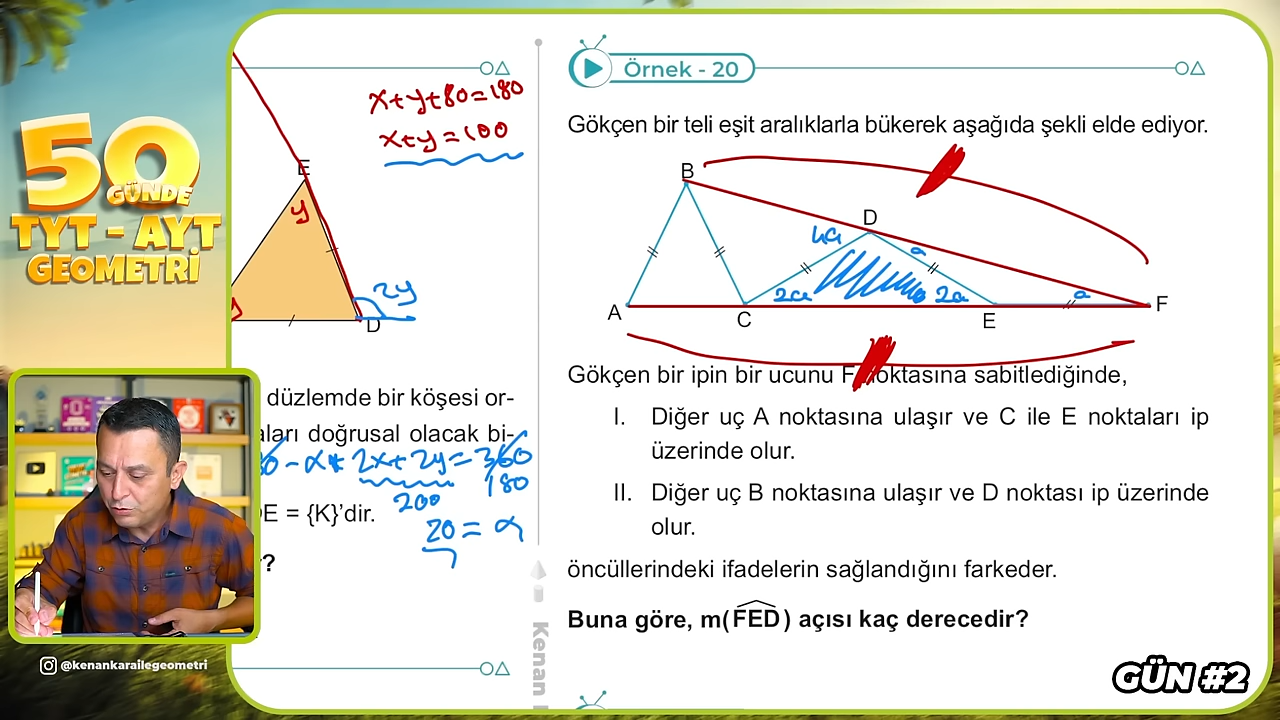 50
GÜNDE
TYT - AYT
GEOMETRİ
x+y+80=180
x+y=100
E
y
2y
D
düzlemde bir köşesi or-
ları doğrusal olacak bi-
- α + 2x+2y=360
180
200
20 = α
DE = {K}'dir.
?
@kenankarailegeometri
Kenan
Örnek - 20
Gökçen bir teli eşit aralıklarla bükerek aşağıda şekli elde ediyor.
B
D
4a
a
2a
2a
a
A
C
E
F
Gökçen bir ipin bir ucunu F noktasına sabitlediğinde,
I. Diğer uç A noktasına ulaşır ve C ile E noktaları ip
üzerinde olur.
II. Diğer uç B noktasına ulaşır ve D noktası ip üzerinde
olur.
öncüllerindeki ifadelerin sağlandığını farkeder.
Buna göre, m(FED) açısı kaç derecedir?
GÜN #2